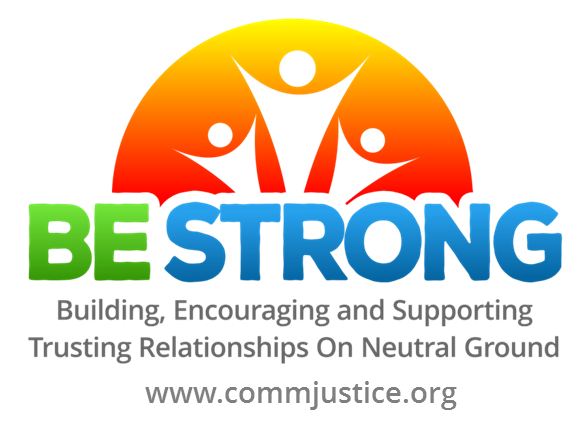 BE STRONG
Building, Encouraging and Supporting
Trusting Relationships On Neutral Ground
www.commjustice.org